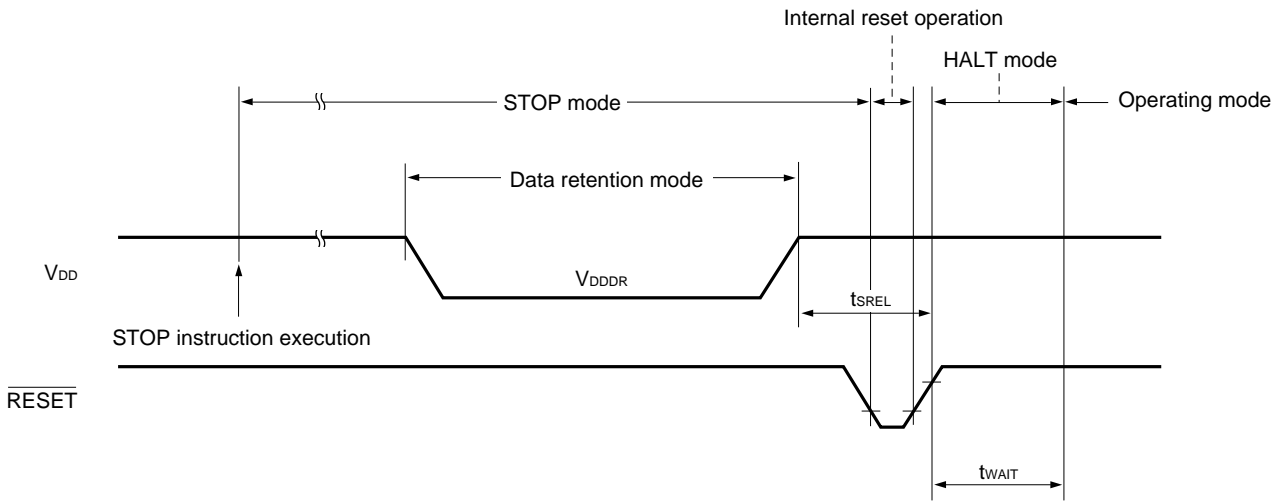 Internal reset operation
HALT mode
STOP mode
Operating mode
Data retention mode
VDD
VDDDR
tSREL
STOP instruction execution
RESET
tWAIT